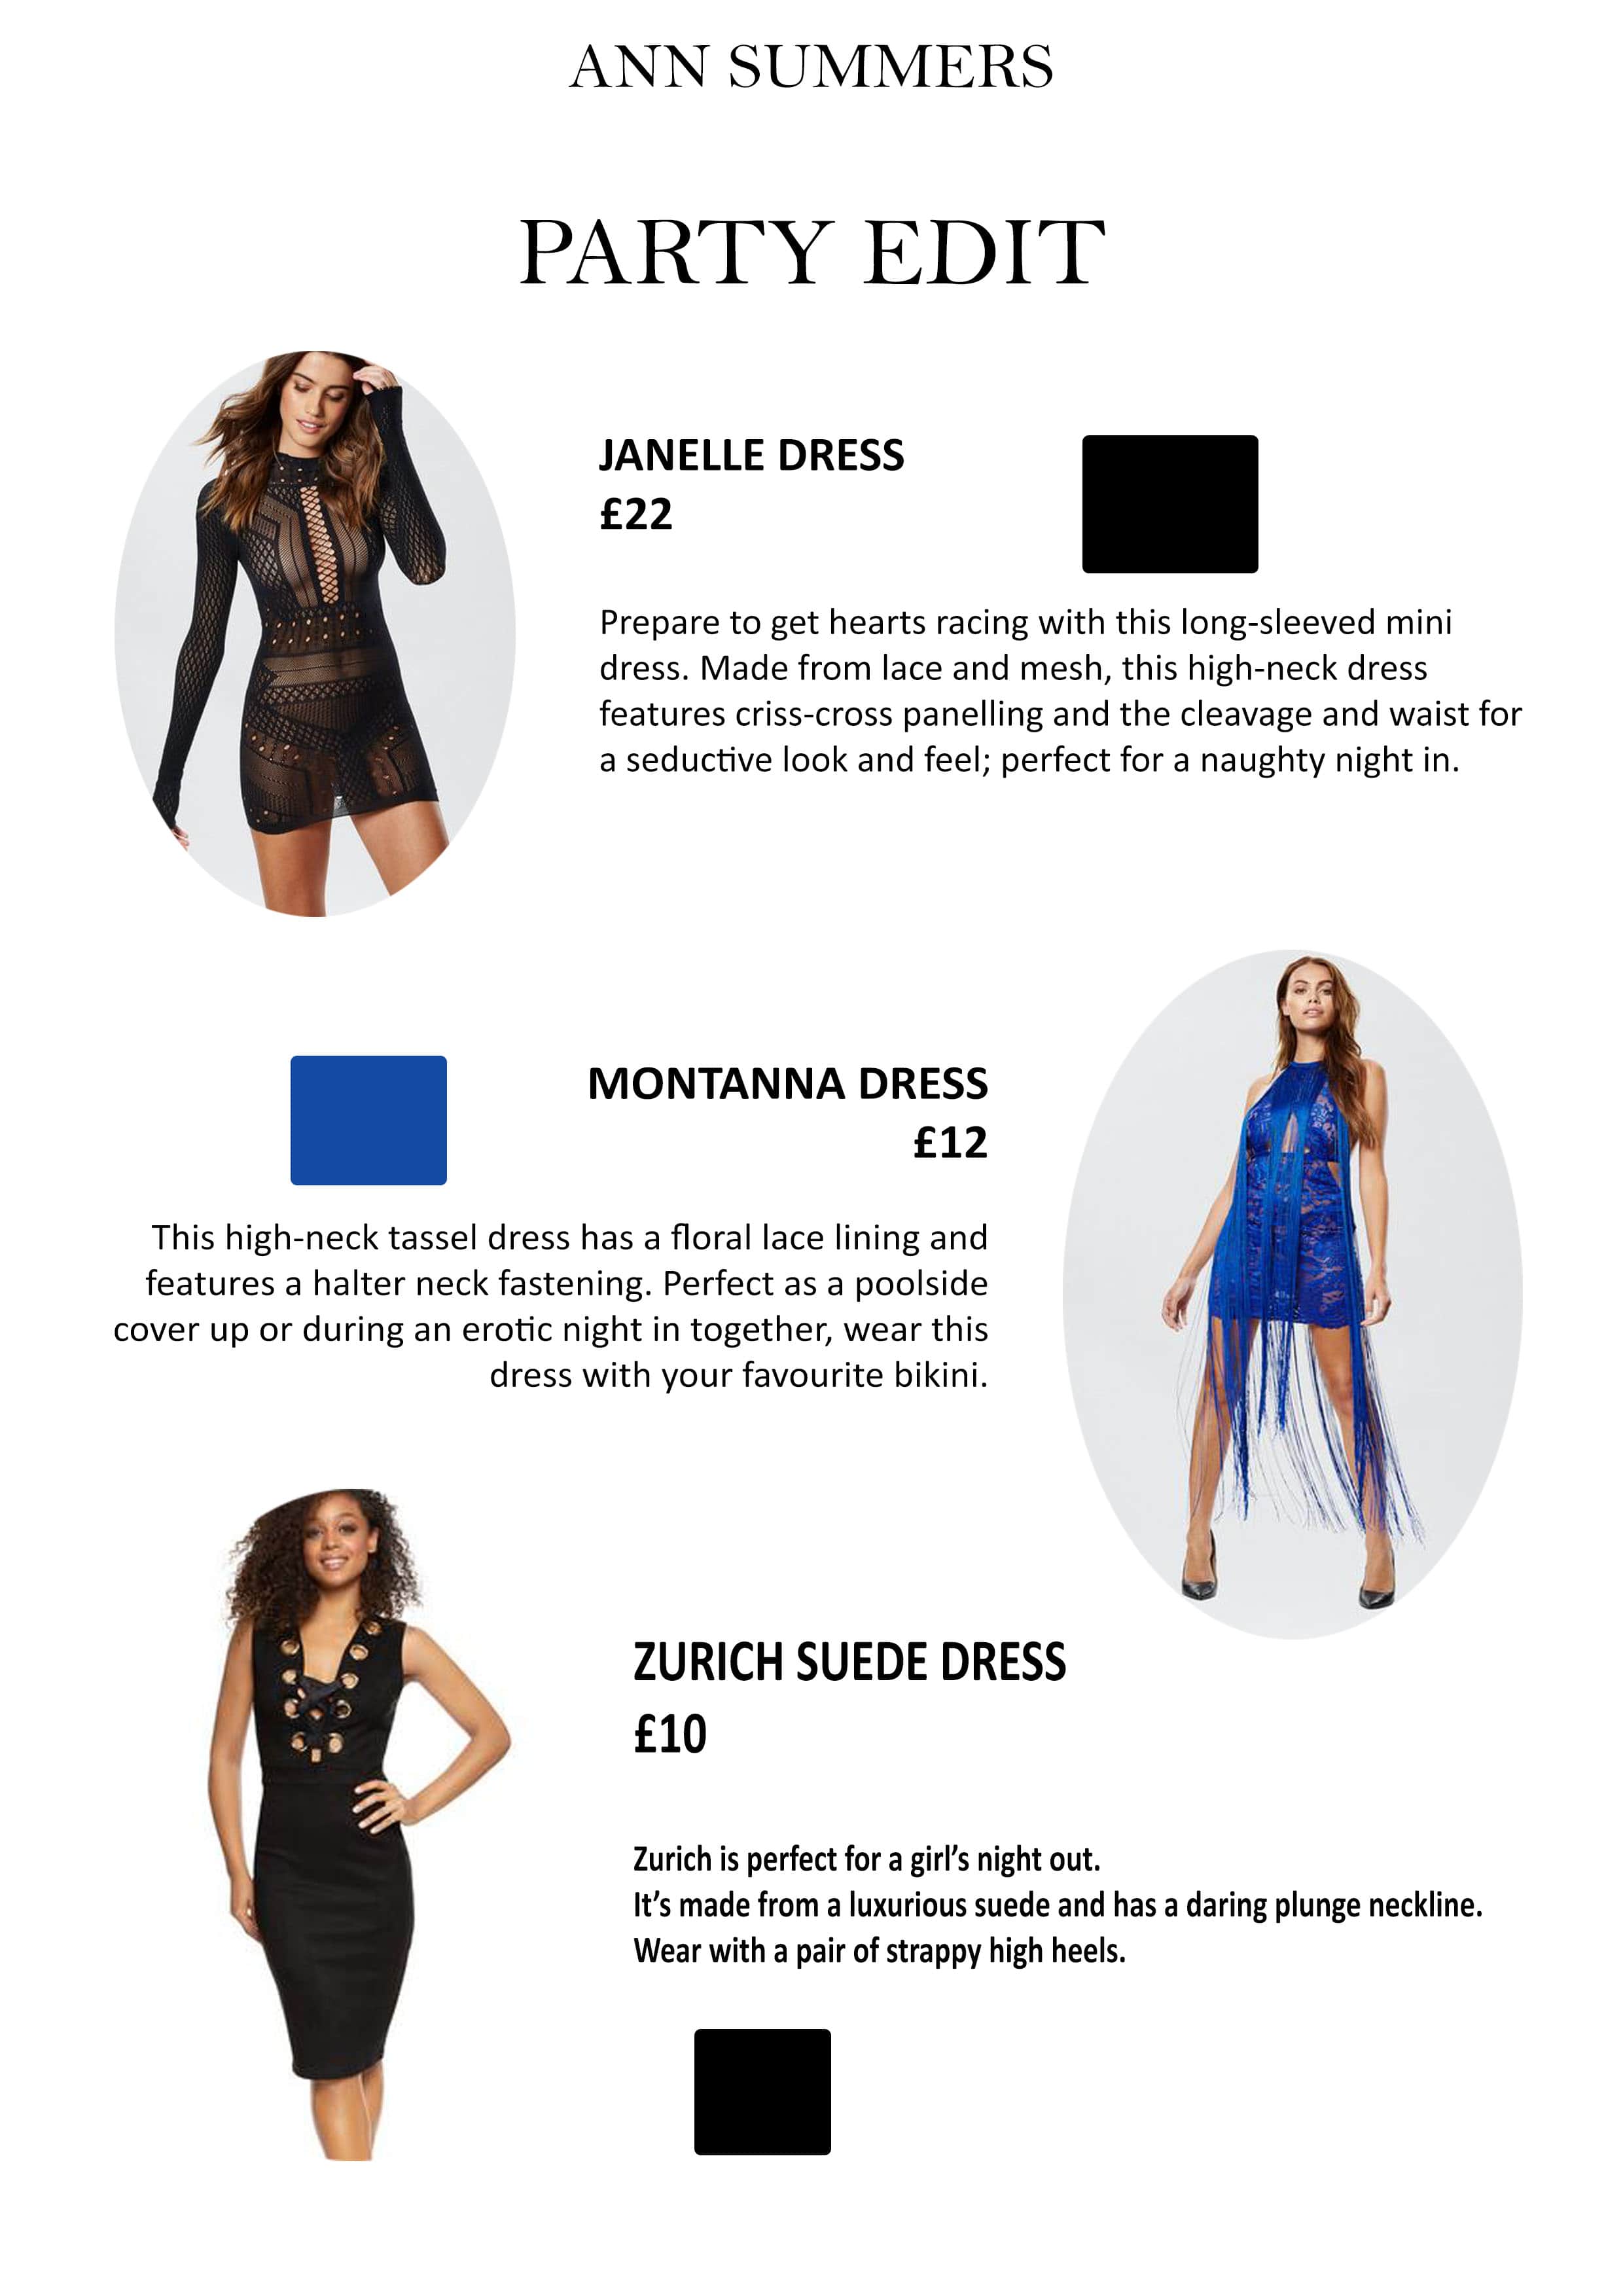 ANN SUMMERS
PARTY EDIT
JANELLE DRESS
£22
Prepare to get hearts racing with this long-sleeved mini
dress. Made from lace and mesh, this high-neck dress
features criss-cross panelling and the cleavage and waist for
a seductive look and feel; perfect for a naughty night in.
MONTANNA DRESS
£12
This high-neck tassel dress has a floral lace lining and
features a halter neck fastening. Perfect as a poolside
cover up or during an erotic night in together, wear this
dress with your favourite bikini.
ZURICH SUEDE DRESS
£10
Zurich is perfect for a girl’s night out.
It’s made from a luxurious suede and has a daring plunge neckline.
Wear with a pair of strappy high heels.